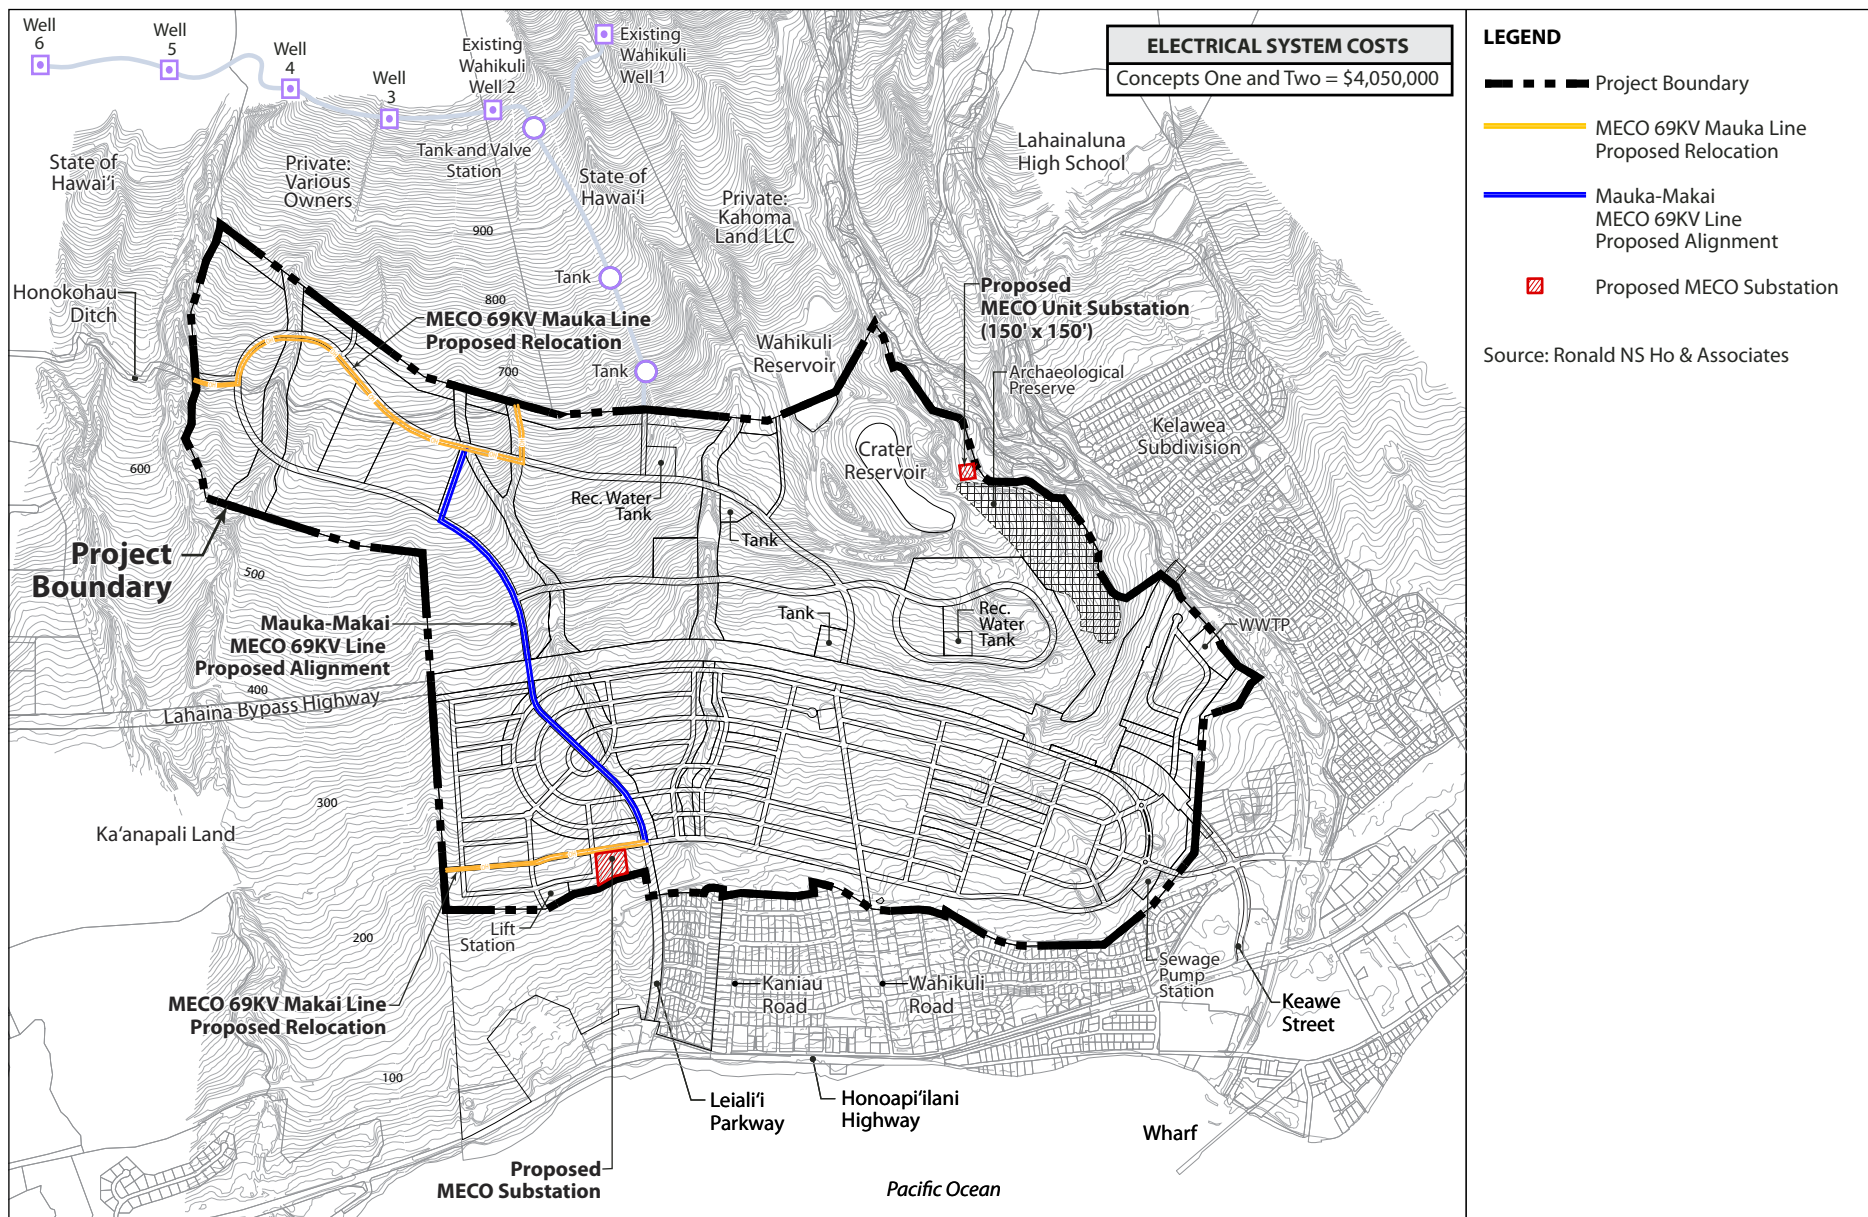 Well
6
Well
5
Well
4
Well
3
Existing
Wahikuli
Well 2
Existing
Wahikuli
Well 1
Tank and Valve
Station
ELECTRICAL SYSTEM COSTS
Concepts One and Two = $4,050,000
State of
Hawai‘i
Private:
Various
Owners
State of
Hawai‘i
Private:
Kahoma
Land LLC
Lahainaluna
High School
900
Tank
800
Honokohau
Ditch
MECO 69KV Mauka Line
Proposed Relocation
700
Tank
Wahikuli
Reservoir
Proposed
MECO Unit Substation
(150' x 150')
Archaeological
Preserve
Kelawea
Subdivision
Crater
Reservoir
600
Rec. Water
Tank
Tank
Project
Boundary
500
Mauka-Makai
MECO 69KV Line
Proposed Alignment
Tank
Rec.
Water
Tank
WWTP
400
Lahaina Bypass Highway
300
Ka‘anapali Land
200
Lift
Station
MECO 69KV Makai Line
Proposed Relocation
Kaniau
Road
Wahikuli
Road
Sewage
Pump
Station
Keawe
Street
100
Leiali‘i
Parkway
Honoapi‘ilani
Highway
Wharf
Proposed
MECO Substation
Pacific Ocean
LEGEND
Project Boundary
MECO 69KV Mauka Line
Proposed Relocation
Mauka-Makai
MECO 69KV Line
Proposed Alignment
Proposed MECO Substation
Source: Ronald NS Ho & Associates